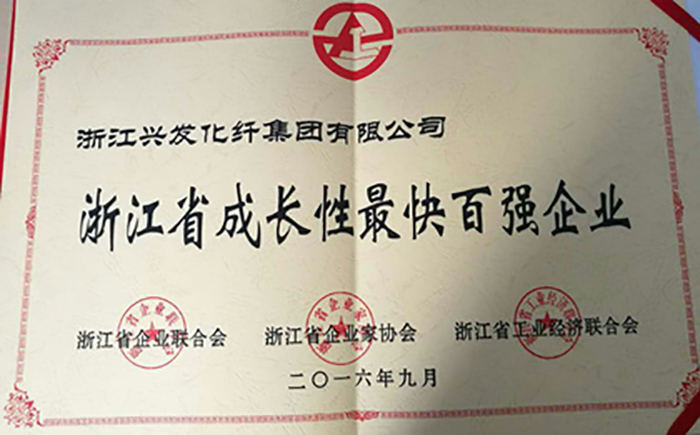 浙江兴发化纤集团有限公司
浙江省成长性最快百强企业
浙江省企业联合会 浙江省企业家协会 浙江省工业经济联合会
二〇一六年九月